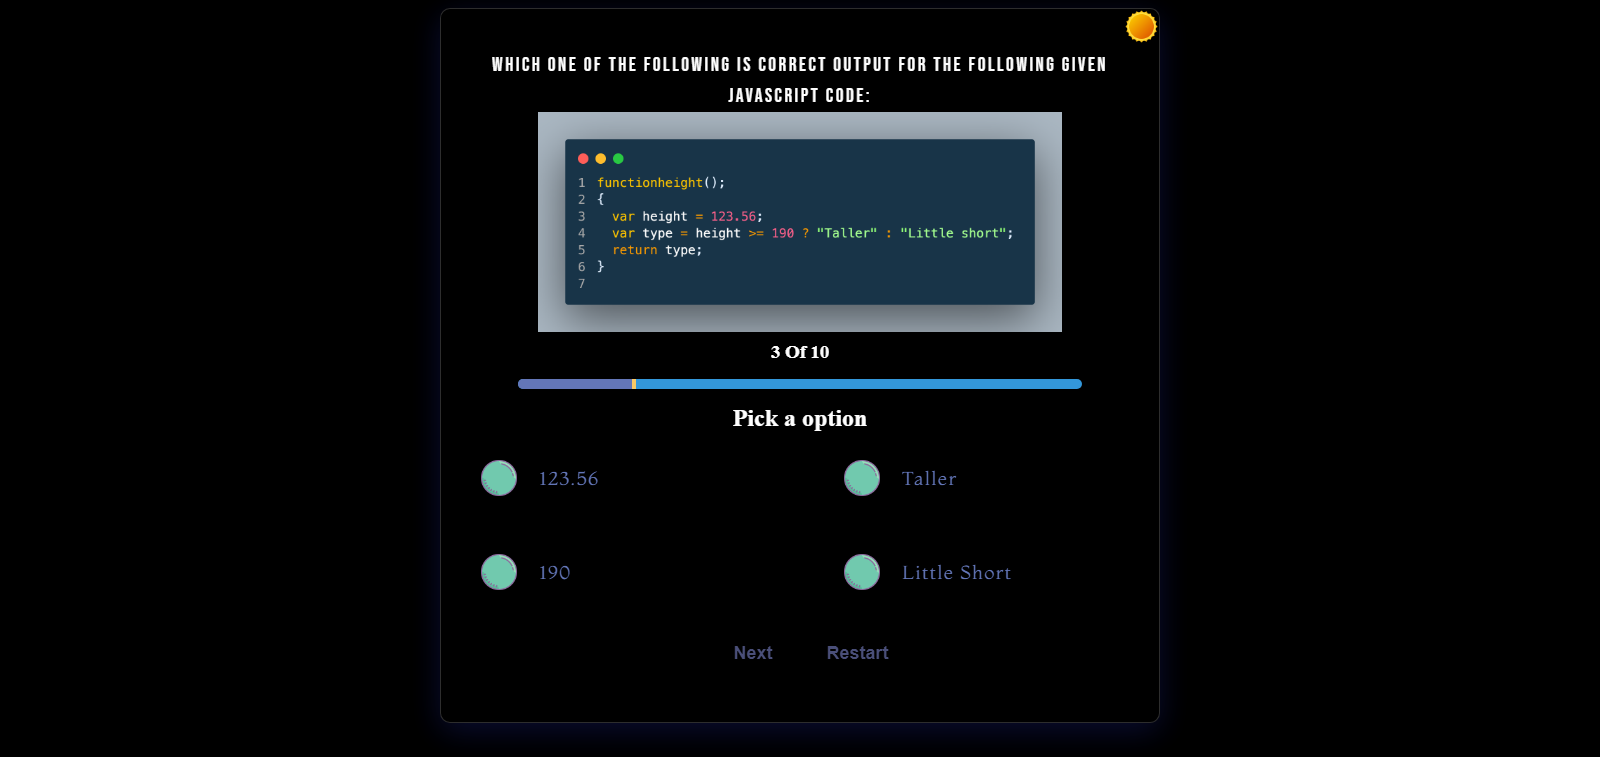 WHICH ONE OF THE FOLLOWING IS CORRECT OUTPUT FOR THE FOLLOWING GIVEN
JAVASCRIPT CODE:
1 functionheight();
2 {
3 var height = 123.56;
4 var type = height >= 190 ? "Taller" : "Little short";
5 return type;
6 }
7
3 Of 10
Pick a option
123.56
Taller
190
Little Short
Next
Restart